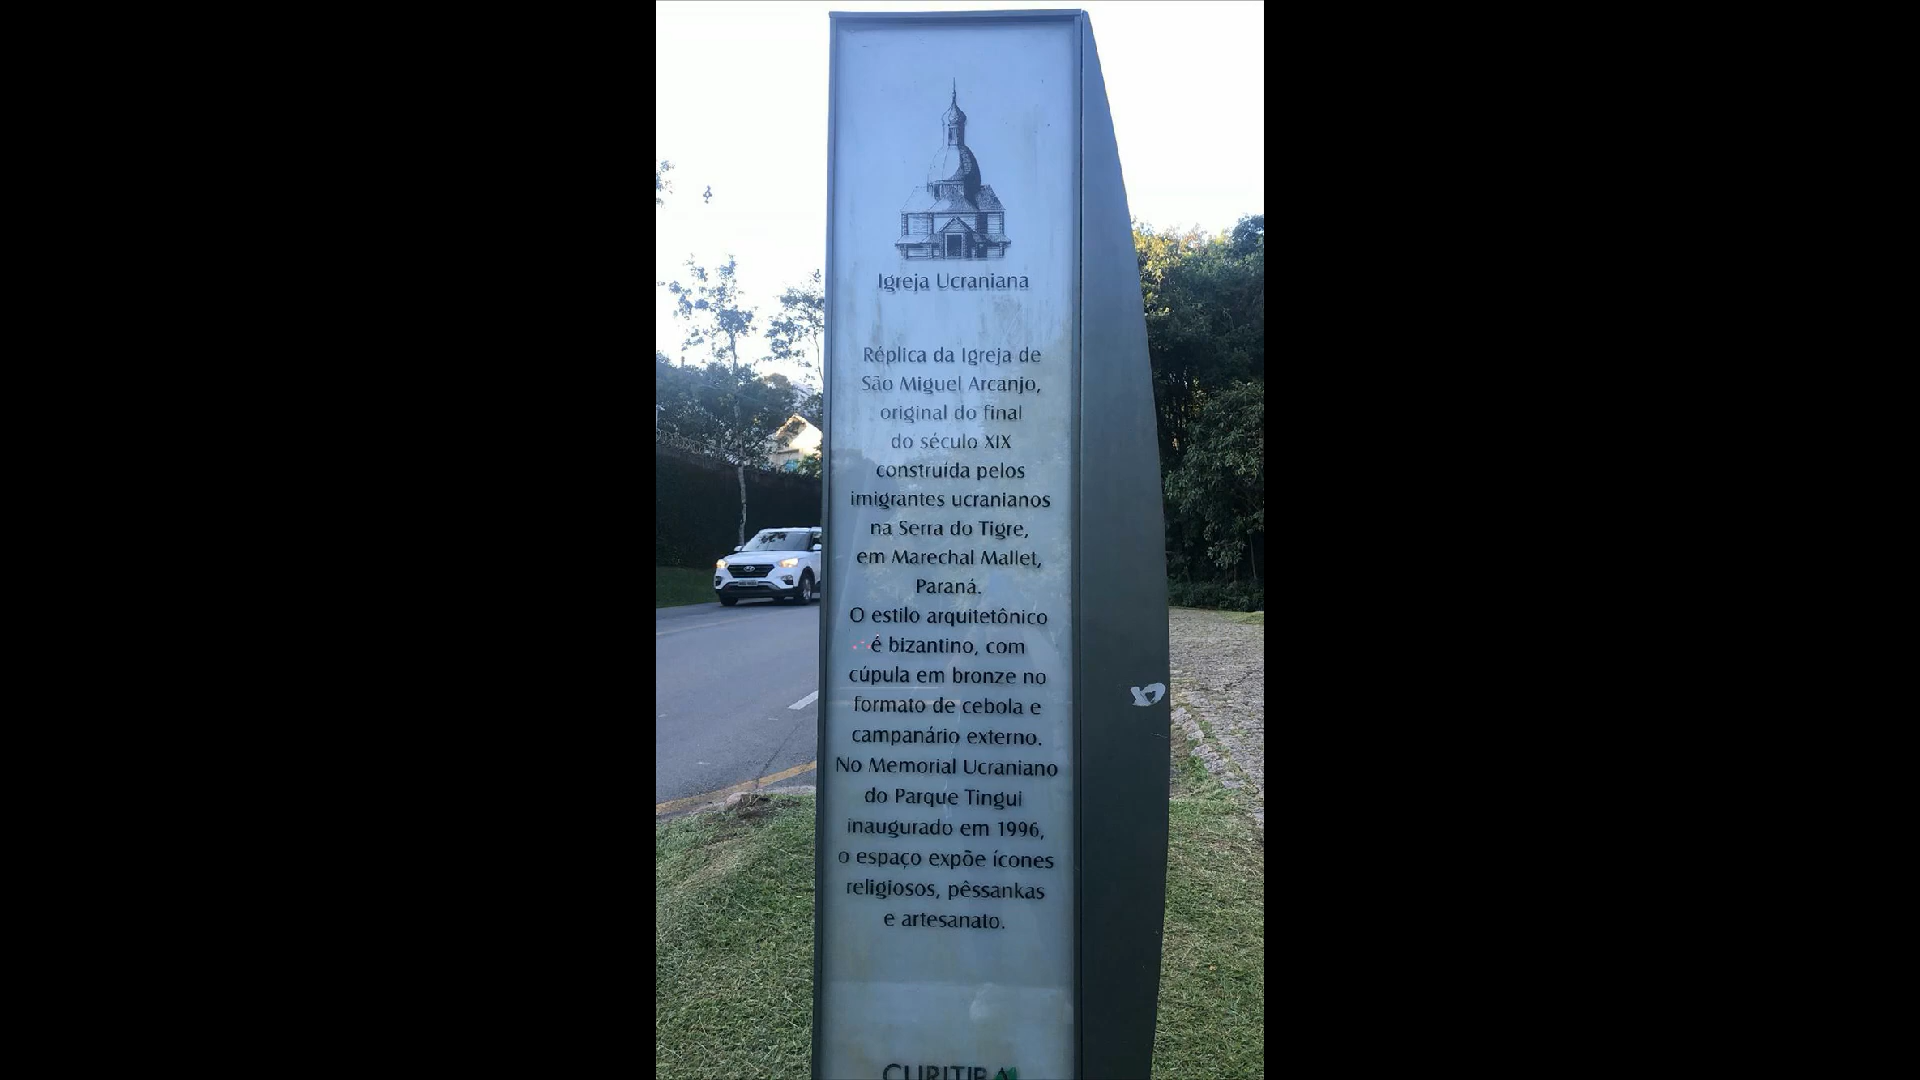 Igreja Ucraniana
Réplica da Igreja de
São Miguel Arcanjo,
original do final
do século XIX
construída pelos
imigrantes ucranianos
na Serra do Tigre,
em Marechal Mallet,
Paraná.
O estilo arquitetônico
é bizantino, com
cúpula em bronze no
formato de cebola e
campanário externo.
No Memorial Ucraniano
do Parque Tingui
inaugurado em 1996,
o espaço expõe ícones
religiosos, pêssankas
e artesanato.
CURITIBA